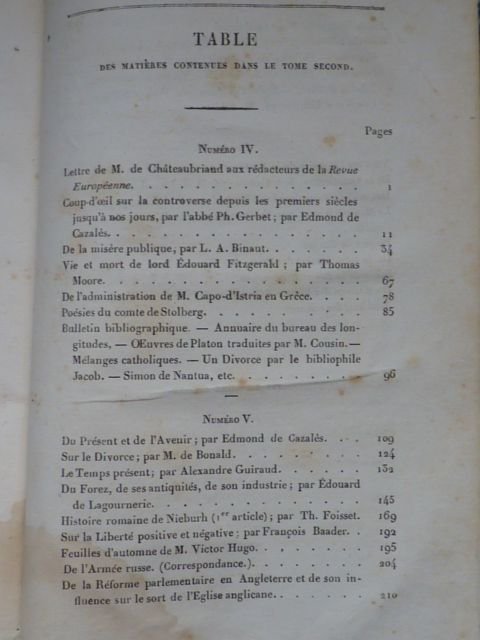 TABLE
DES MATIÈRES CONTENUES DANS LE TOME SECOND.
Pages
NUMÉRO IV.
Lettre de M. de Châteaubriand aux rédacteurs de la Revue
Européenne. . . . . . . . . . . . . . 1
Coup-d'œil sur la controverse depuis les premiers siècles
jusqu'à nos jours, par l'abbé Ph. Gerbet; par Edmond de
Cazalès. . . . . . . . . . . . . . . 11
De la misére publique, par L. A. Binaut. . . . . . . 34
Vie et mort de lord Édouard Fitzgerald; par Thomas
Moore. . . . . . . . . . . . . . . . 67
De l'administration de M. Capo-d'Istria en Grèce. . . . 78
Poésies du comte de Stolberg. . . . . . . . . . 85
Bulletin bibliographique. — Annuaire du bureau des lon-
gitudes, — OEuvres de Platon traduites par M. Cousin. —
Mélanges catholiques. — Un Divorce par le bibliophile
Jacob. — Simon de Nantua, etc. . . . . . . . . 96
NUMÉRO V.
Du Présent et de l'Avenir; par Edmond de Cazalès. . . . 109
Sur le Divorce; par M. de Bonald. . . . . . . . . 124
Le Temps présent; par Alexandre Guiraud. . . . . . 132
Du Forez, de ses antiquités, de son industrie; par Édouard
de Lagournerie. . . . . . . . . . . . . 145
Histoire romaine de Nieburh (1er article); par Th. Foisset. 169
Sur la Liberté positive et négative; par François Baader. . 192
Feuilles d'automne de M. Victor Hugo. . . . . . . . 195
De l'Armée russe. (Correspondance.). . . . . . . . 204
De la Réforme parlementaire en Angleterre et de son in-
fluence sur le sort de l'Eglise anglicane. . . . . . . 210